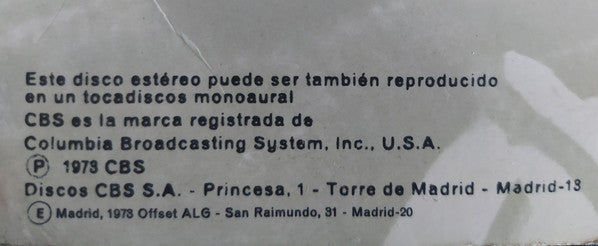 Este disco estéreo puede ser también reproducido
en un tocadiscos monoaural
CBS es la marca registrada de
Columbia Broadcasting System, Inc., U.S.A.
Ⓟ 1973 CBS
Discos CBS S.A. - Princesa, 1 - Torre de Madrid - Madrid-13
Ⓔ Madrid, 1973 Offset ALG - San Raimundo, 31 - Madrid-20